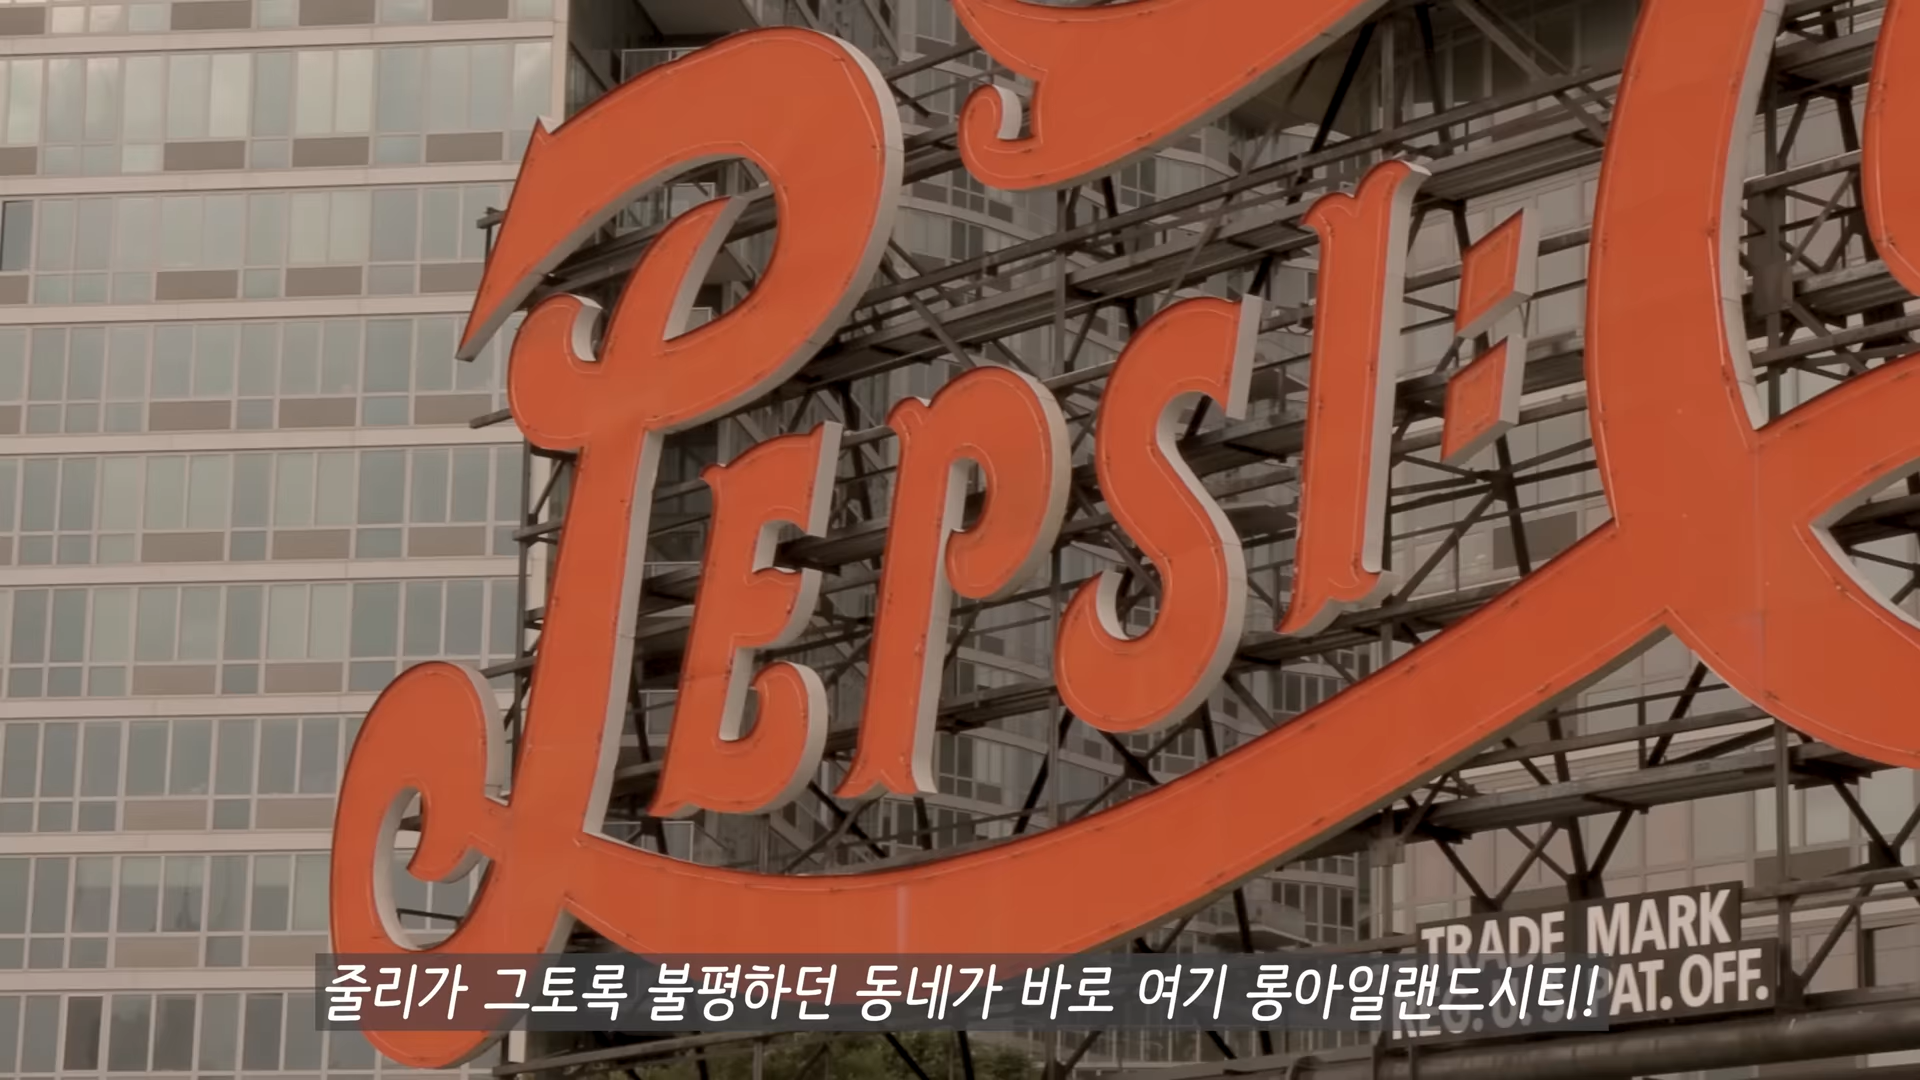 PEPSI:
TRADE MARK
REG. U. S. PAT. OFF.
줄리가 그토록 불평하던 동네가 바로 여기 롱아일랜드시티!